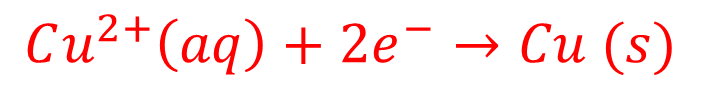 Cu²⁺(aq) + 2e⁻ → Cu (s)